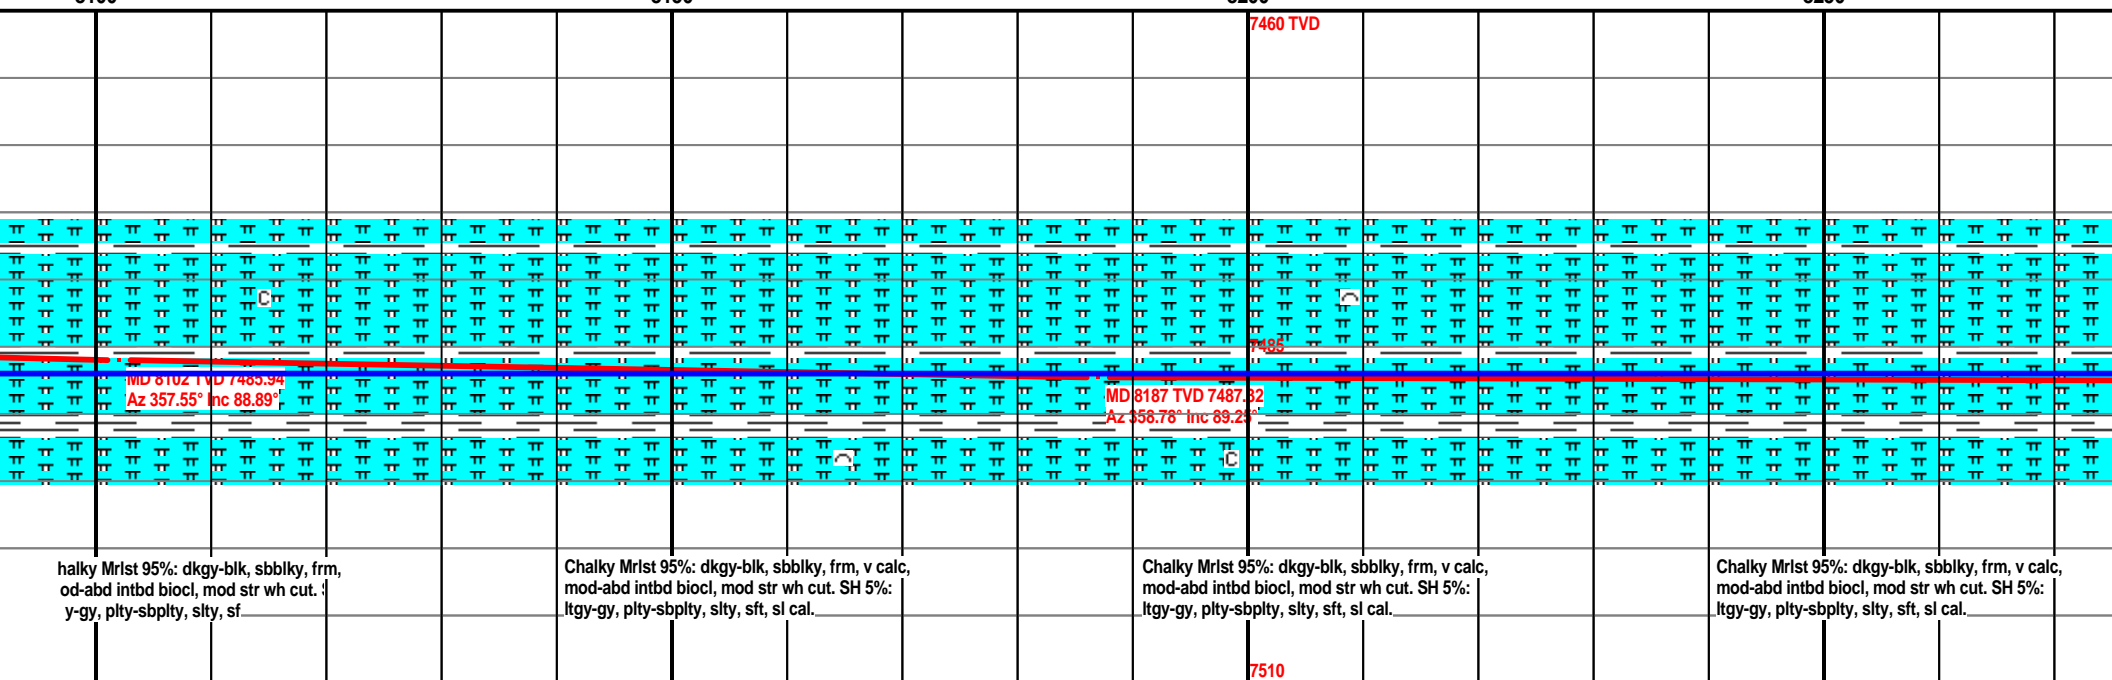 7460 TVD
7485
MD 8102 TVD 7485.94
Az 357.55° Inc 88.89°
MD 8187 TVD 7487.32
Az 358.78° Inc 89.25°
halky Mrlst 95%: dkgy-blk, sbblky, frm,
od-abd intbd biocl, mod str wh cut.
y-gy, plty-sbplty, slty, sf
Chalky Mrlst 95%: dkgy-blk, sbblky, frm, v calc,
mod-abd intbd biocl, mod str wh cut. SH 5%:
ltgy-gy, plty-sbplty, slty, sft, sl cal.
Chalky Mrlst 95%: dkgy-blk, sbblky, frm, v calc,
mod-abd intbd biocl, mod str wh cut. SH 5%:
ltgy-gy, plty-sbplty, slty, sft, sl cal.
Chalky Mrlst 95%: dkgy-blk, sbblky, frm, v calc,
mod-abd intbd biocl, mod str wh cut. SH 5%:
ltgy-gy, plty-sbplty, slty, sft, sl cal.
7510